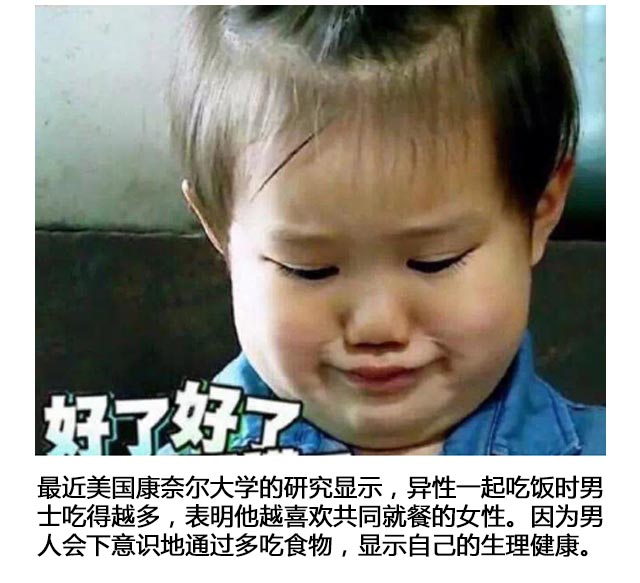 好了好了
最近美国康奈尔大学的研究显示，异性一起吃饭时男
士吃得越多，表明他越喜欢共同就餐的女性。因为男
人会下意识地通过多吃食物，显示自己的生理健康。